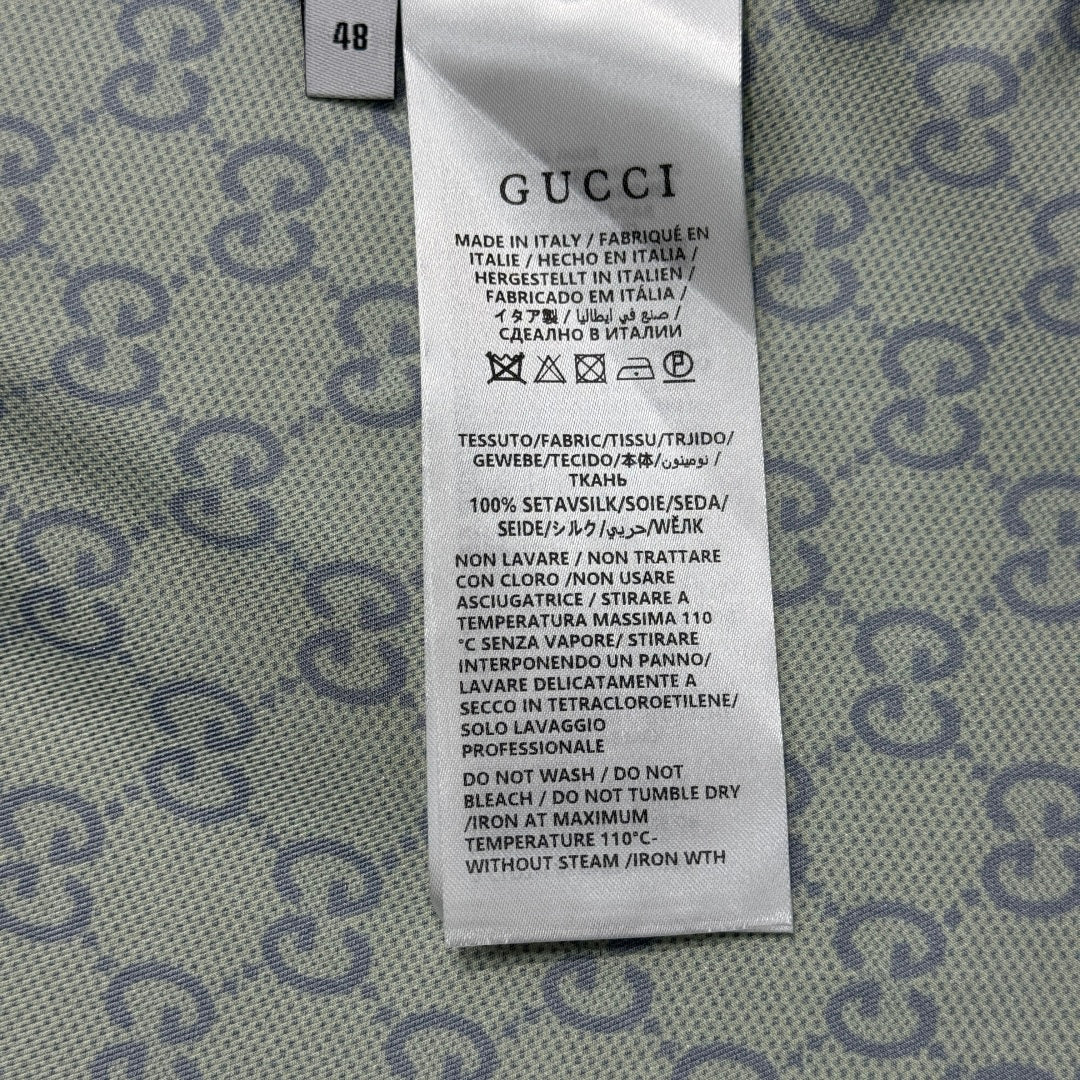 48
GUCCI
MADE IN ITALY / FABRIQUÉ EN
ITALIE / HECHO EN ITALIA /
HERGESTELLT IN ITALIEN /
FABRICADO EM ITÁLIA /
イタア製 / صنع في ايطاليا /
СДЕАЛНО В ИТАЛИИ
P
TESSUTO/FABRIC/TISSU/TRJIDO/
GEWEBE/TECIDO/本体/نومينون /
ТКАНЬ
100% SETAVSILK/SOIE/SEDA/
SEIDE/シルク/حريري/WĚЛK
NON LAVARE / NON TRATTARE
CON CLORO /NON USARE
ASCIUGATRICE / STIRARE A
TEMPERATURA MASSIMA 110
°C SENZA VAPORE/ STIRARE
INTERPONENDO UN PANNO/
LAVARE DELICATAMENTE A
SECCO IN TETRACLOROETILENE/
SOLO LAVAGGIO
PROFESSIONALE
DO NOT WASH / DO NOT
BLEACH / DO NOT TUMBLE DRY
/IRON AT MAXIMUM
TEMPERATURE 110°C-
WITHOUT STEAM /IRON WTH